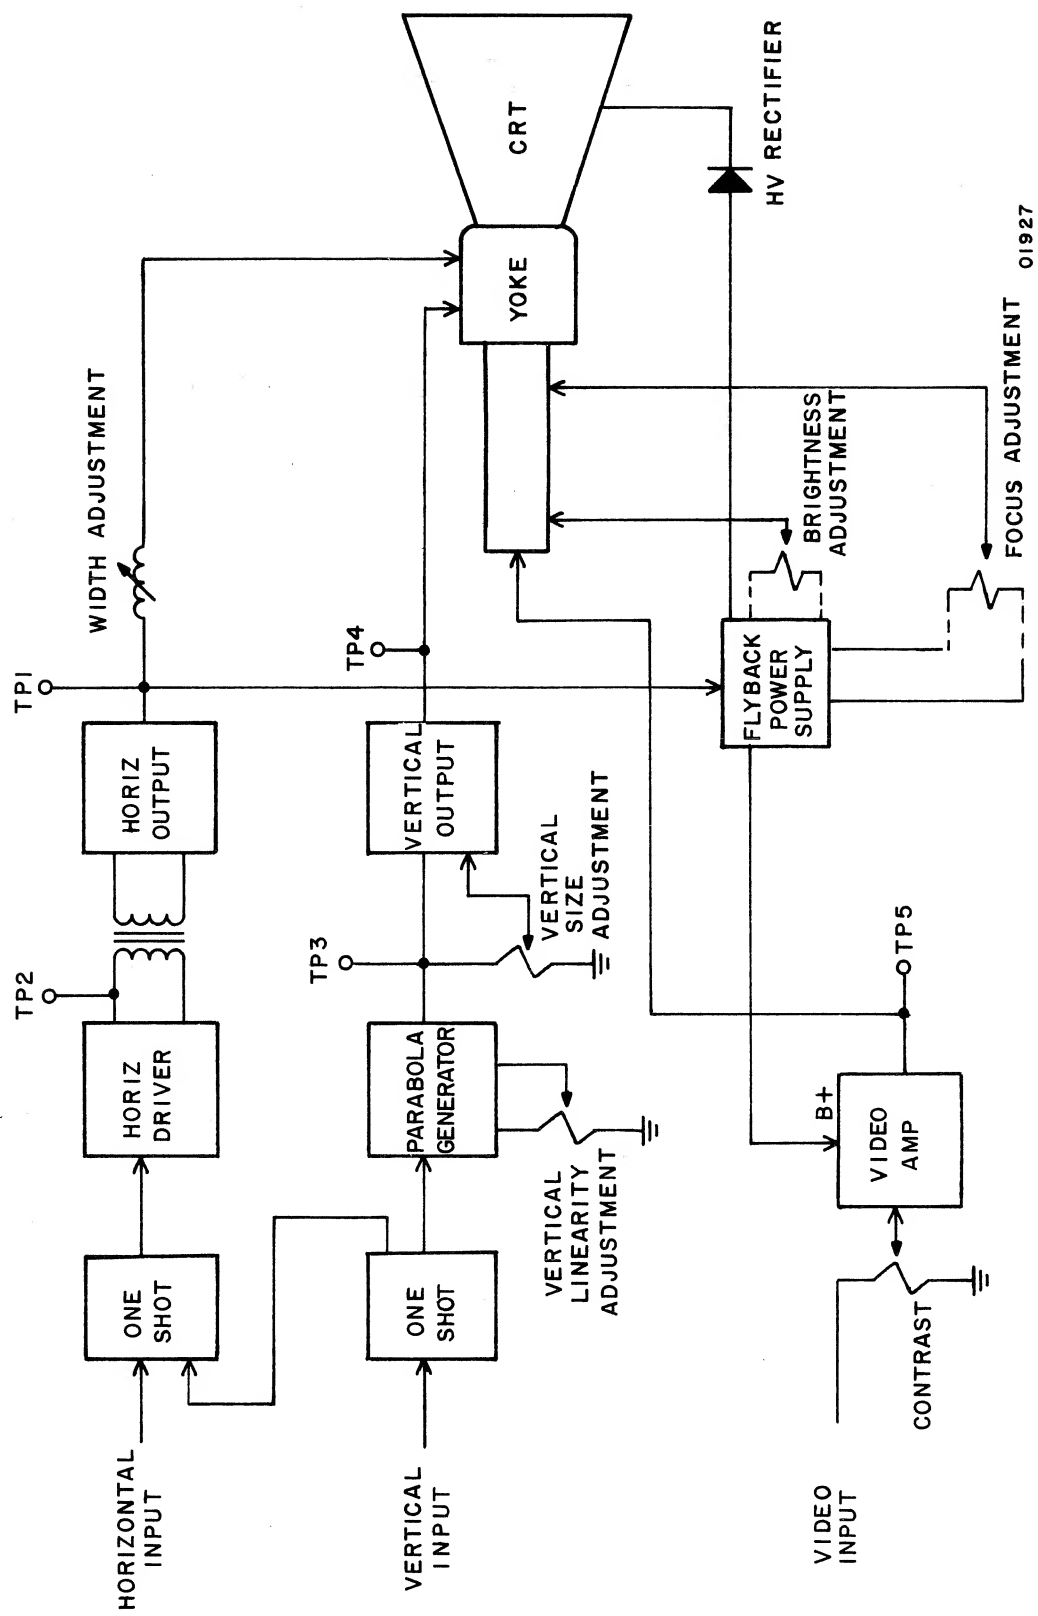 HORIZONTAL
INPUT
ONE
SHOT
HORIZ
DRIVER
TP2
HORIZ
OUTPUT
TP1
WIDTH ADJUSTMENT
VERTICAL
INPUT
ONE
SHOT
PARABOLA
GENERATOR
TP3
VERTICAL
OUTPUT
TP4
YOKE
CRT
VERTICAL
LINEARITY
ADJUSTMENT
VERTICAL
SIZE
ADJUSTMENT
FLYBACK
POWER
SUPPLY
BRIGHTNESS
ADJUSTMENT
HV RECTIFIER
VIDEO
INPUT
CONTRAST
B+
VIDEO
AMP
TP5
FOCUS ADJUSTMENT
01927